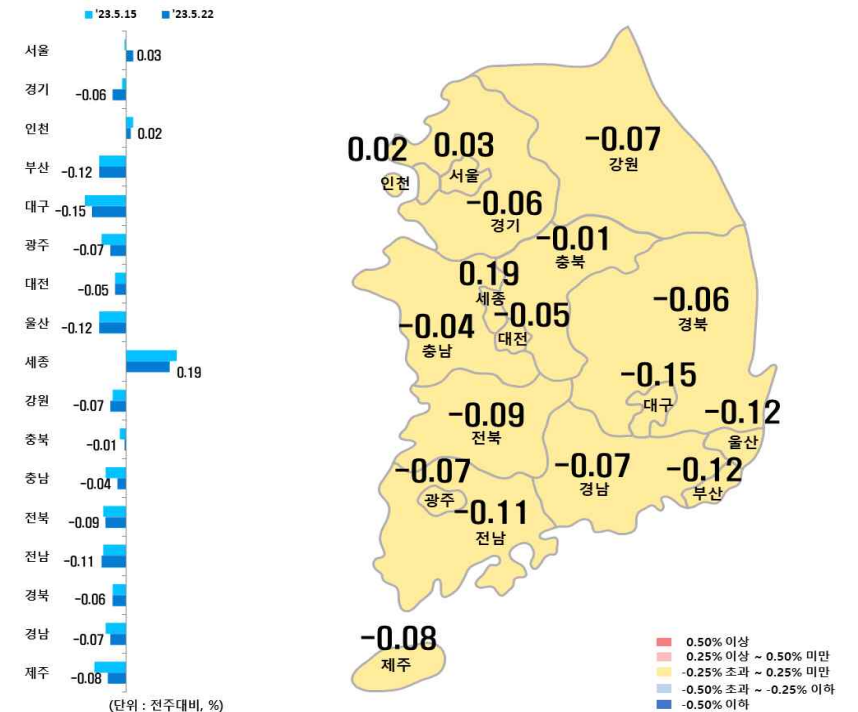 '23.5.15 '23.5.22
서울 0.03
경기 -0.06
인천 0.02
부산 -0.12
대구 -0.15
광주 -0.07
대전 -0.05
울산 -0.12
세종 0.19
강원 -0.07
충북 -0.01
충남 -0.04
전북 -0.09
전남 -0.11
경북 -0.06
경남 -0.07
제주 -0.08
(단위 : 전주대비, %)
-0.07
강원
0.02
인천
0.03
서울
-0.06
경기
-0.01
충북
0.19
세종
-0.05
대전
-0.04
충남
-0.06
경북
-0.15
대구
-0.12
울산
-0.09
전북
-0.07
광주
-0.07
경남
-0.12
부산
-0.11
전남
-0.08
제주
0.50% 이상
0.25% 이상 ~ 0.50% 미만
-0.25% 초과 ~ 0.25% 미만
-0.50% 초과 ~ -0.25% 이하
-0.50% 이하